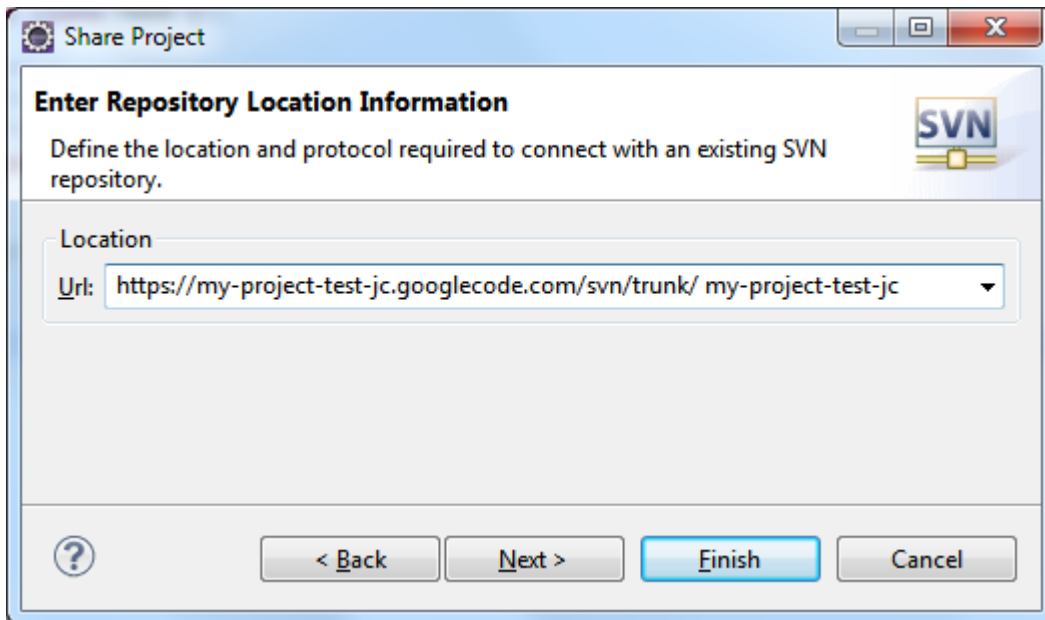 Share Project
Enter Repository Location Information
SVN
Define the location and protocol required to connect with an existing SVN
repository.
Location
Url: https://my-project-test-jc.googlecode.com/svn/trunk/ my-project-test-jc
? < Back Next > Finish Cancel